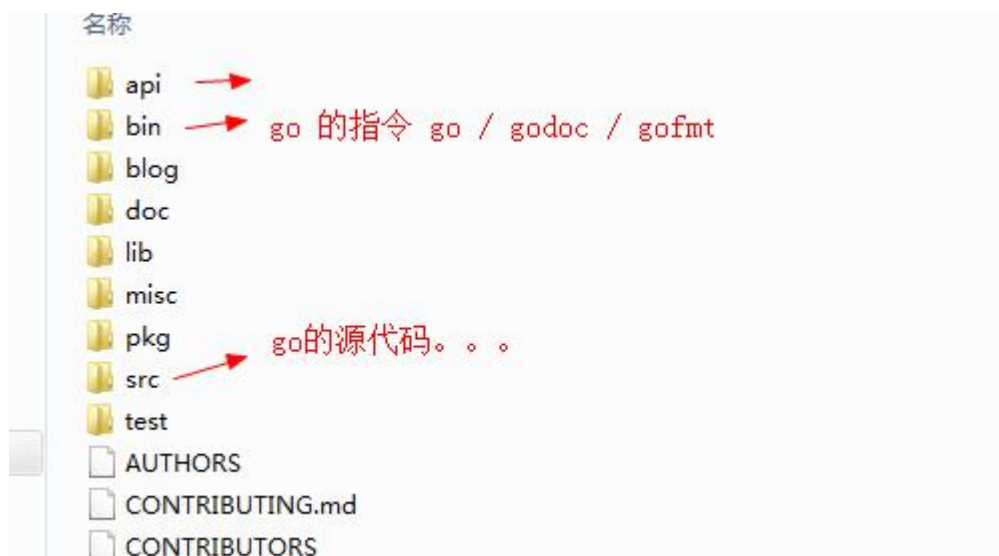 名称
api
bin go 的指令 go / godoc / gofmt
blog
doc
lib
misc
pkg
go的源代码。。。
src
test
AUTHORS
CONTRIBUTING.md
CONTRIBUTORS